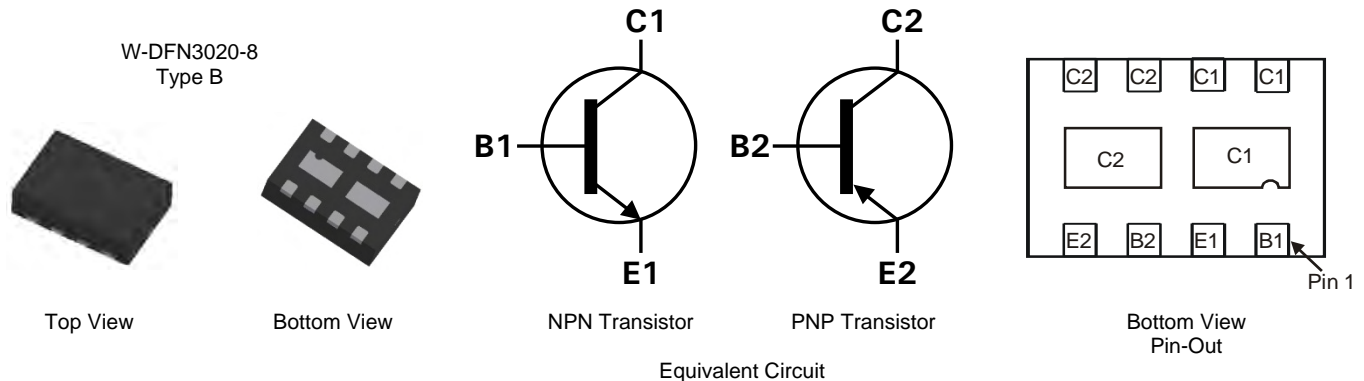 W-DFN3020-8
Type B
Top View
Bottom View
C1
B1
E1
NPN Transistor
C2
B2
E2
PNP Transistor
Equivalent Circuit
C2 C2 C1 C1
C2 C1
E2 B2 E1 B1
Pin 1
Bottom View
Pin-Out